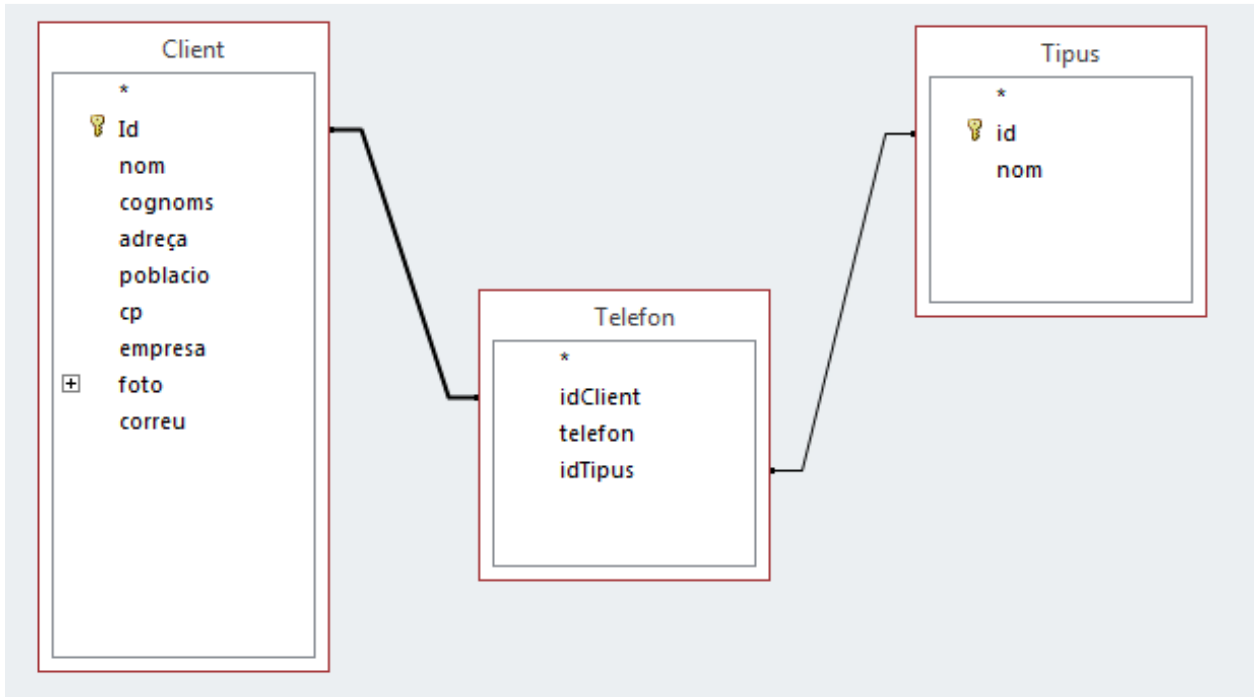 Client
*
Id
nom
cognoms
adreça
poblacio
cp
empresa
foto
correu
Telefon
*
idClient
telefon
idTipus
Tipus
*
id
nom